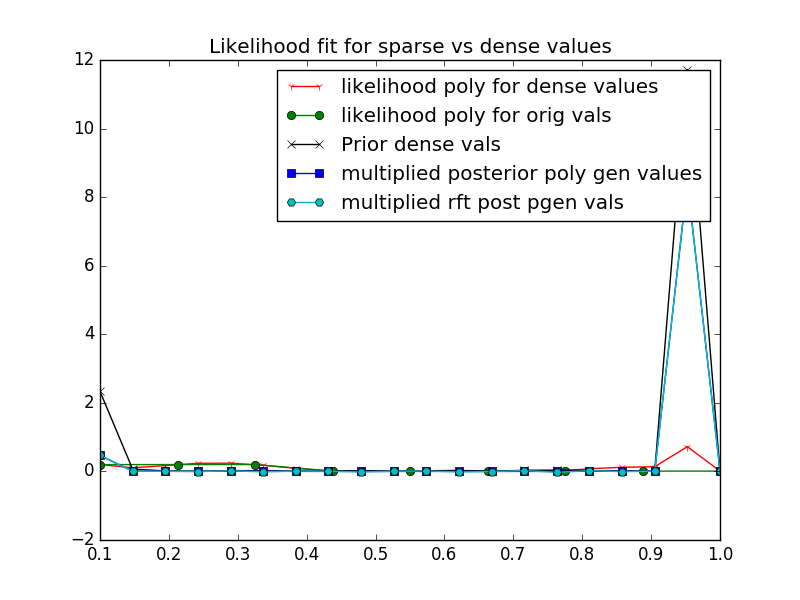 Likelihood fit for sparse vs dense values
12
likelihood poly for dense values
likelihood poly for orig vals
Prior dense vals
multiplied posterior poly gen values
multiplied rft post pgen vals
10
8
6
4
2
0
−2
0.1 0.2 0.3 0.4 0.5 0.6 0.7 0.8 0.9 1.0